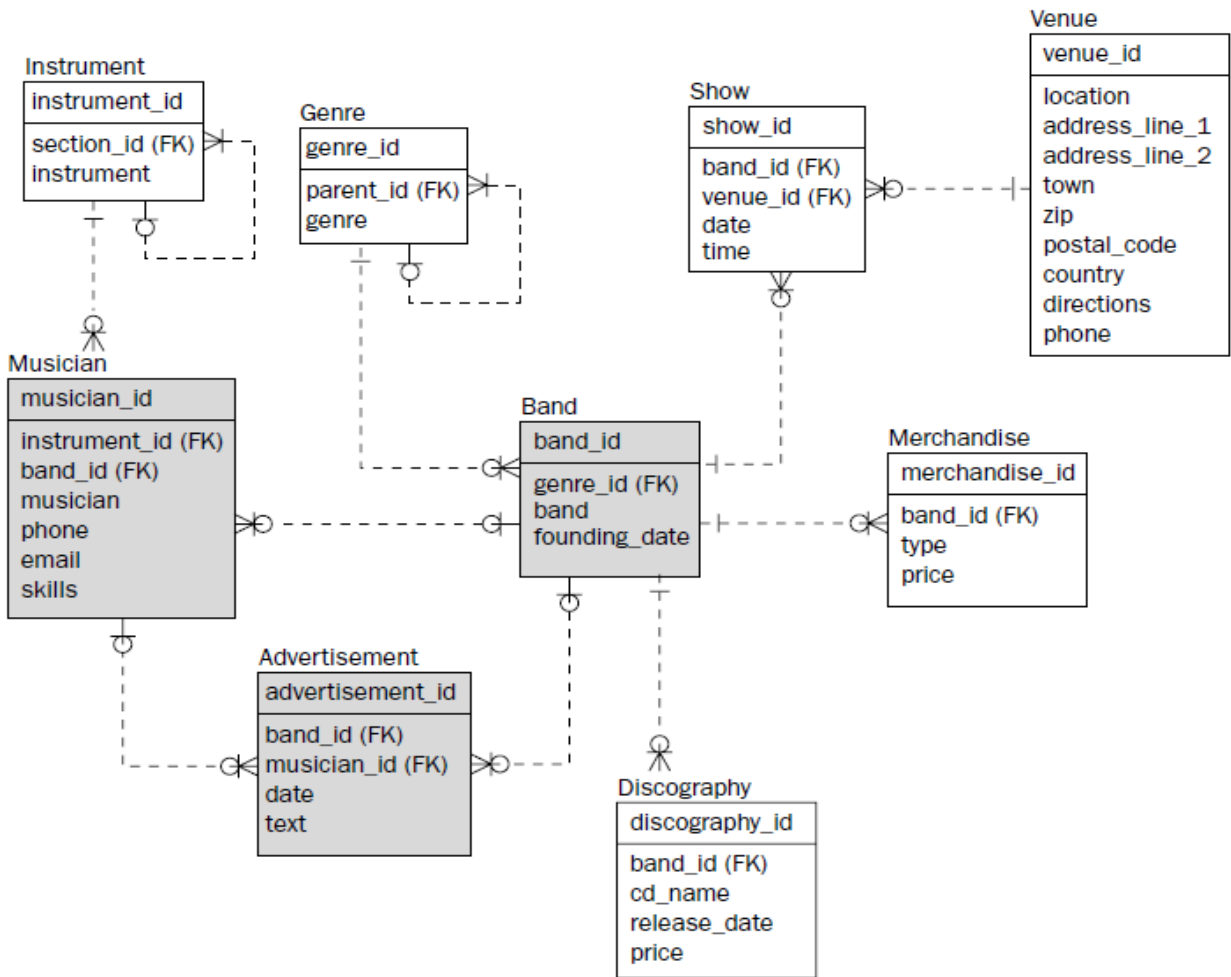 Instrument
instrument_id
section_id (FK)
instrument
Genre
genre_id
parent_id (FK)
genre
Show
show_id
band_id (FK)
venue_id (FK)
date
time
Venue
venue_id
location
address_line_1
address_line_2
town
zip
postal_code
country
directions
phone
Musician
musician_id
instrument_id (FK)
band_id (FK)
musician
phone
email
skills
Band
band_id
genre_id (FK)
band
founding_date
Merchandise
merchandise_id
band_id (FK)
type
price
Advertisement
advertisement_id
band_id (FK)
musician_id (FK)
date
text
Discography
discography_id
band_id (FK)
cd_name
release_date
price